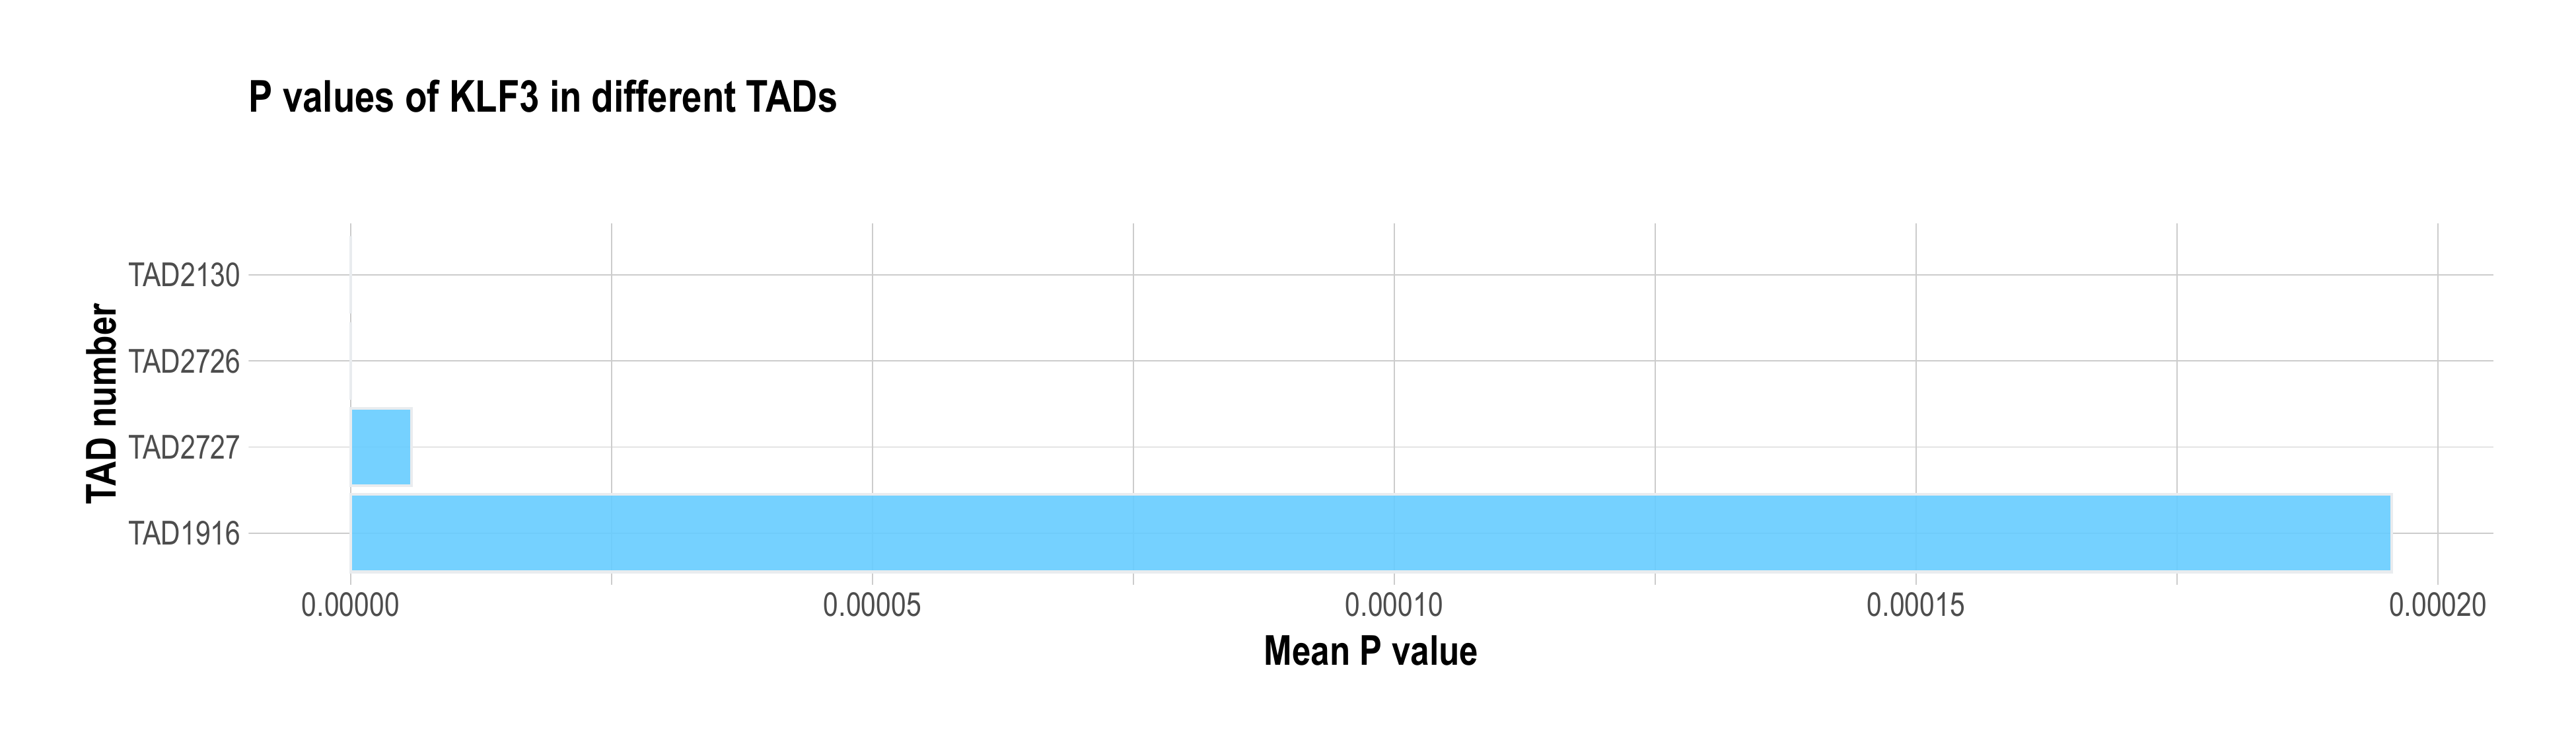 P values of KLF3 in different TADs
TAD number
TAD2130
TAD2726
TAD2727
TAD1916
0.00000
0.00005
0.00010
0.00015
0.00020
Mean P value